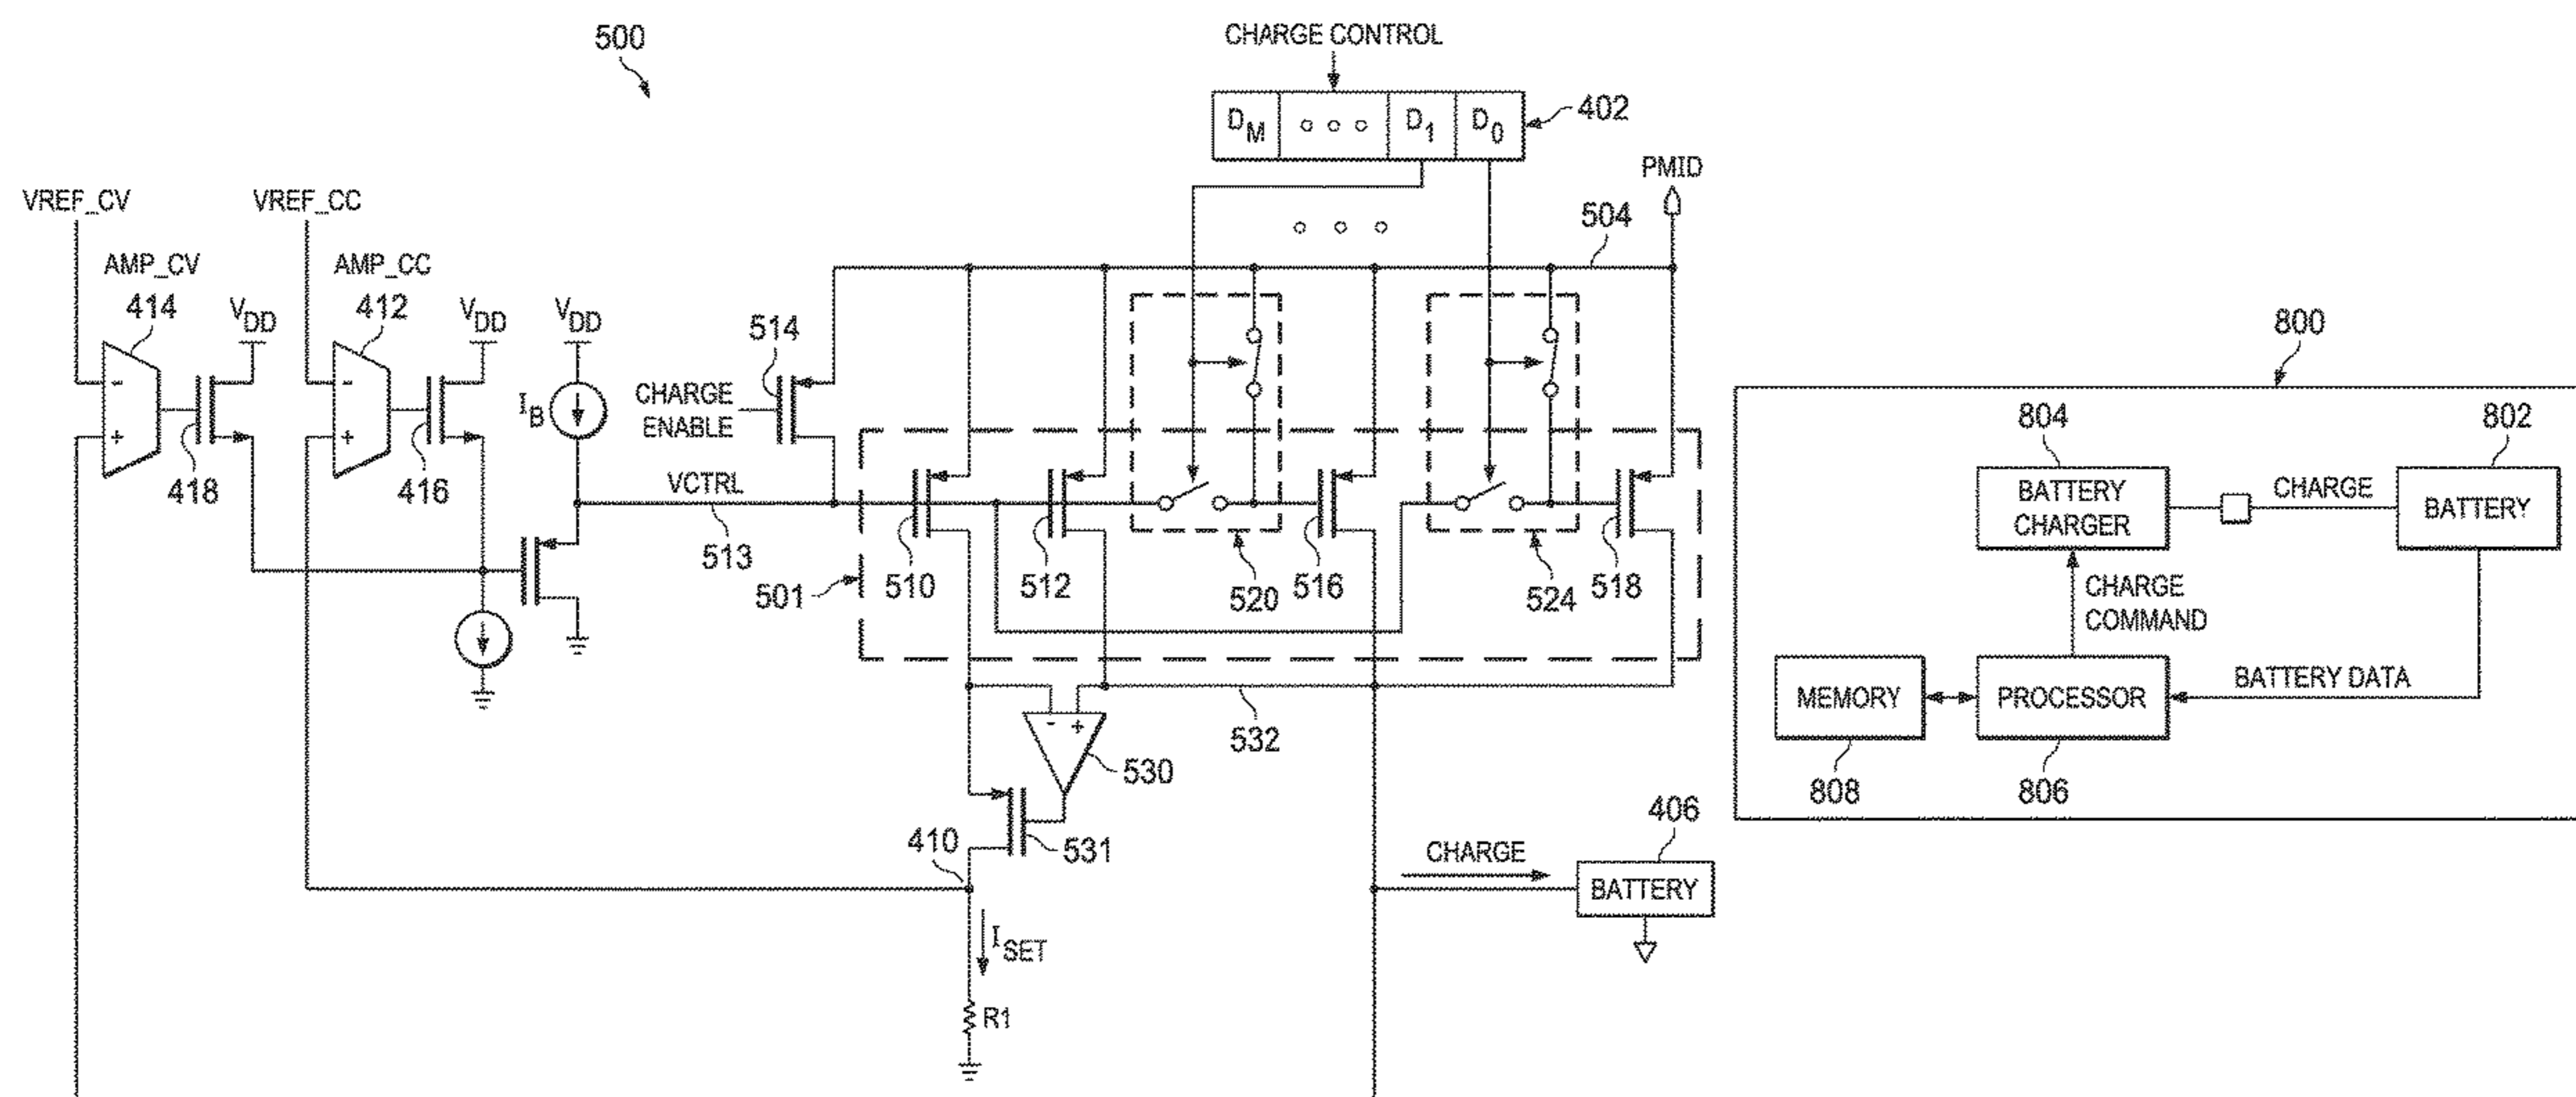 500
CHARGE CONTROL
DM ooo D1 D0
402
PMID
504
VREF_CV
VREF_CC
AMP_CV
414
AMP_CC
412
VDD
VDD
VDD
514
CHARGE
ENABLE
IB
418
416
VCTRL
513
501
510
512
520
516
524
518
532
530
531
410
ISET
R1
CHARGE
406
BATTERY
800
804
802
BATTERY
CHARGER
CHARGE
BATTERY
CHARGE
COMMAND
MEMORY
PROCESSOR
BATTERY DATA
808
806
- +
- +
- +